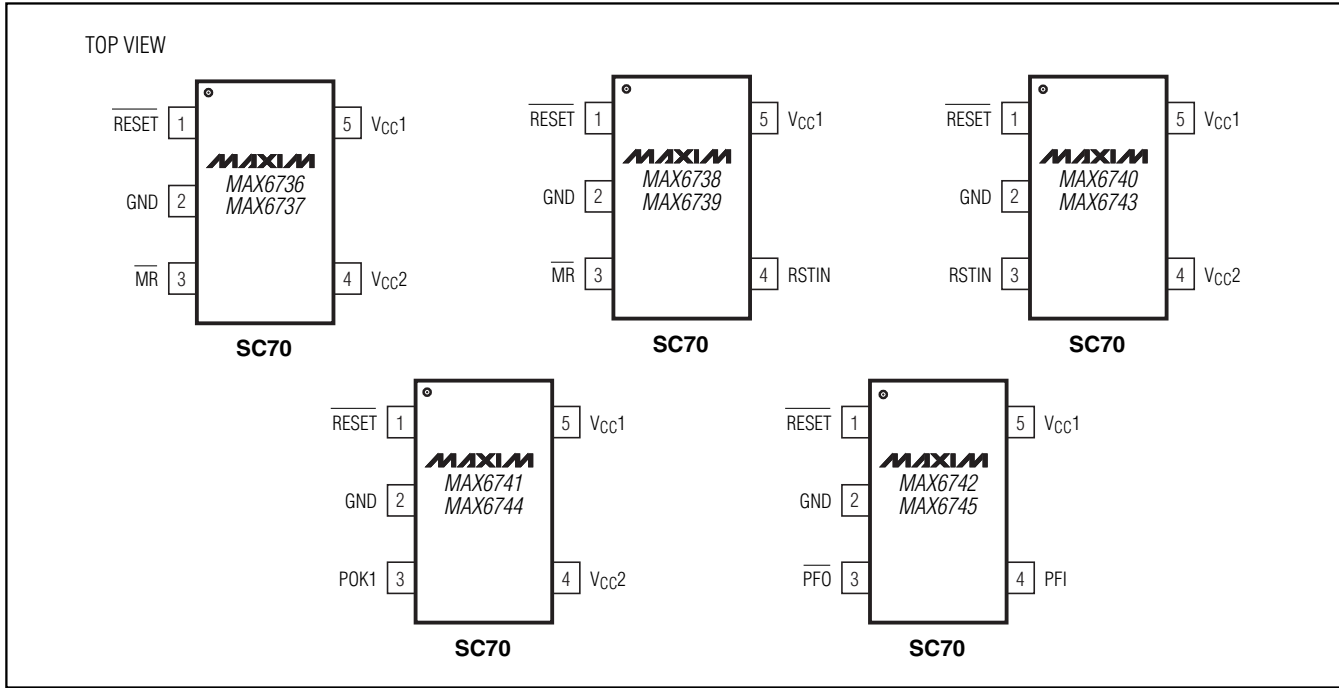 TOP VIEW
RESET 1 5 VCC1
MAXIM
MAX6736
MAX6737
GND 2
MR 3 4 VCC2
SC70
RESET 1 5 VCC1
MAXIM
MAX6738
MAX6739
GND 2
MR 3 4 RSTIN
SC70
RESET 1 5 VCC1
MAXIM
MAX6740
MAX6743
GND 2
RSTIN 3 4 VCC2
SC70
RESET 1 5 VCC1
MAXIM
MAX6741
MAX6744
GND 2
POK1 3 4 VCC2
SC70
RESET 1 5 VCC1
MAXIM
MAX6742
MAX6745
GND 2
PFO 3 4 PFI
SC70